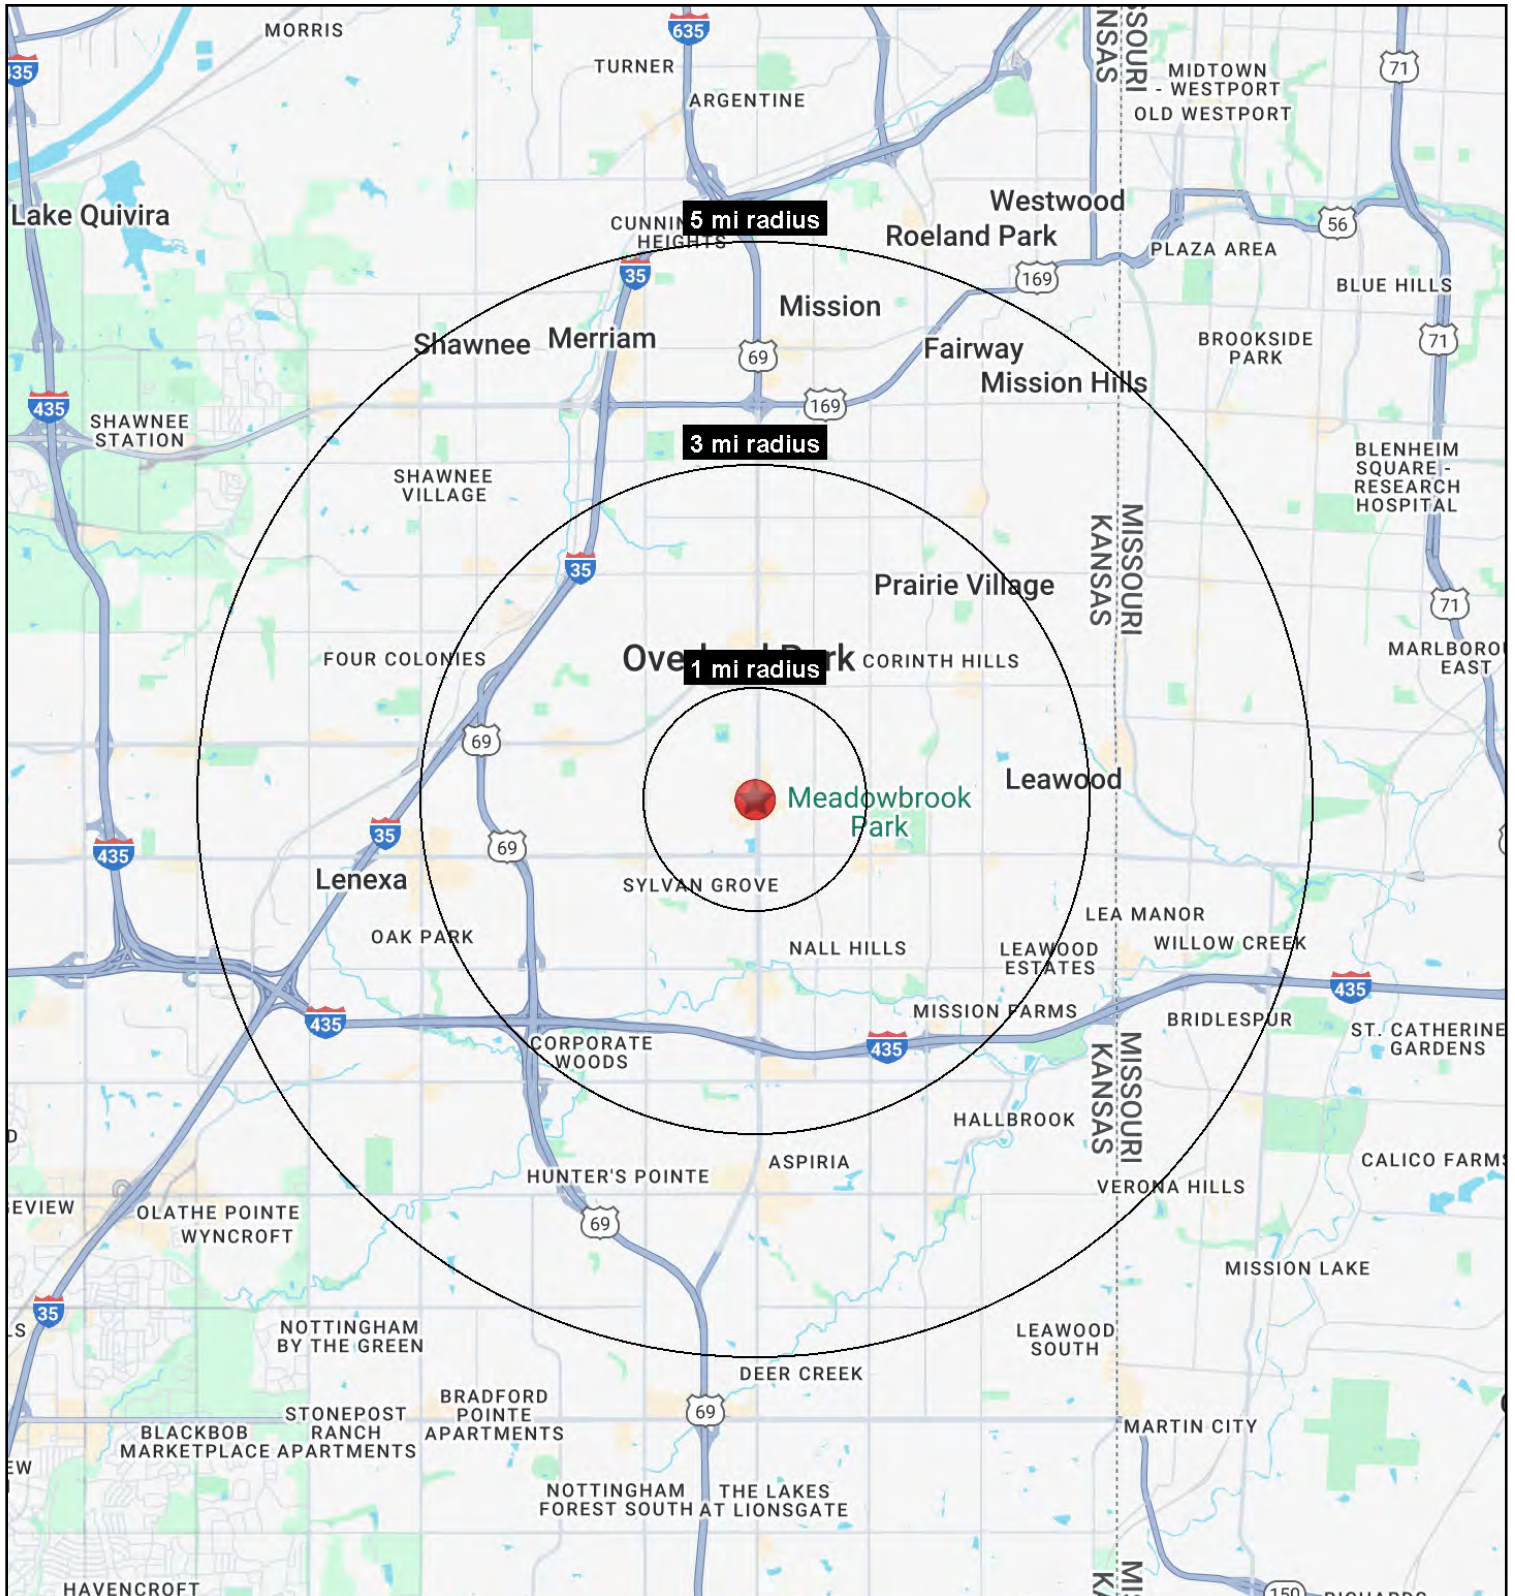 MORRIS
635
TURNER
ARGENTINE
SSOURI
NSAS
71
MIDTOWN
- WESTPORT
OLD WESTPORT
435
Lake Quivira
Westwood
Roeland Park
5 mi radius
HEIGHTS
56
PLAZA AREA
169
35
BLUE HILLS
Mission
Shawnee
Merriam
69
Fairway
Mission Hills
BROOKSIDE
PARK
71
435
169
SHAWNEE
STATION
3 mi radius
SHAWNEE
VILLAGE
BLENHEIM
SQUARE -
RESEARCH
HOSPITAL
MISSOURI
KANSAS
35
Prairie Village
71
FOUR COLONIES
1 mi radius
CORINTH HILLS
EAST
69
Leawood
Meadowbrook
Park
35
435
69
Lenexa
SYLVAN GROVE
OAK PARK
NALL HILLS
LEA MANOR
WILLOW CREEK
LEAWOOD
ESTATES
435
MISSION FARMS
435
BRIDLESPUR
435
ST. CATHERINE
GARDENS
CORPORATE
WOODS
MISSOURI
KANSAS
HALLBROOK
ASPIRIA
CALICO FARMS
HUNTER'S POINTE
VERONA HILLS
EVIEW
OLATHE POINTE
WYNCROFT
69
MISSION LAKE
35
LS
NOTTINGHAM
BY THE GREEN
LEAWOOD
SOUTH
DEER CREEK
BRADFORD
POINTE
APARTMENTS
69
STONEPOST
RANCH
APARTMENTS
BLACKBOB
MARKETPLACE
MARTIN CITY
EW
NOTTINGHAM
FOREST SOUTH
THE LAKES
AT LIONSGATE
HAVENCROFT
150